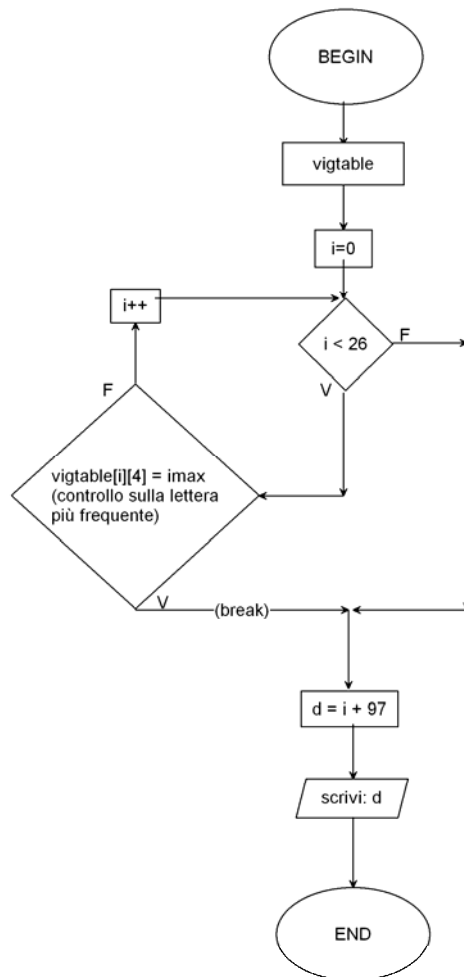 BEGIN
vigtable
i=0
i++
i < 26
F
V
F
vigtable[i][4] = imax
(controllo sulla lettera
più frequente)
V
(break)
d = i + 97
scrivi: d
END